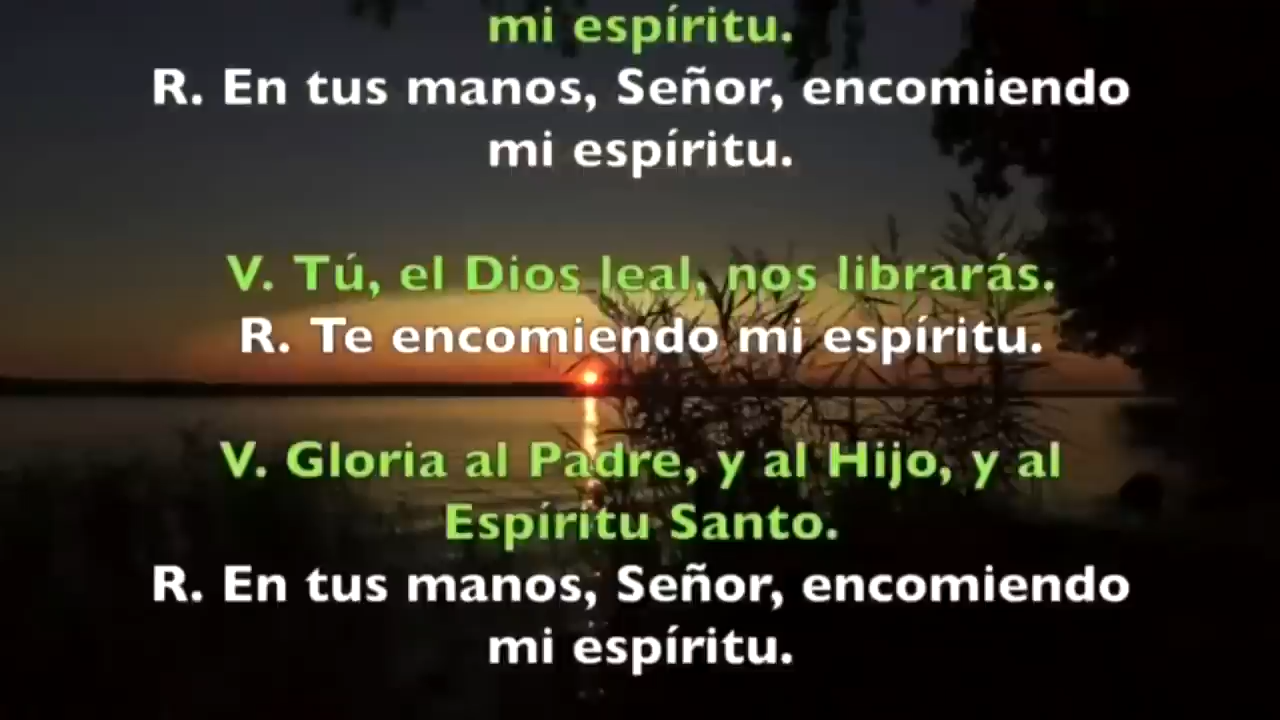 mi espíritu.
R. En tus manos, Señor, encomiendo
mi espíritu.
V. Tú, el Dios leal, nos librarás.
R. Te encomiendo mi espíritu.
V. Gloria al Padre, y al Hijo, y al
Espíritu Santo.
R. En tus manos, Señor, encomiendo
mi espíritu.